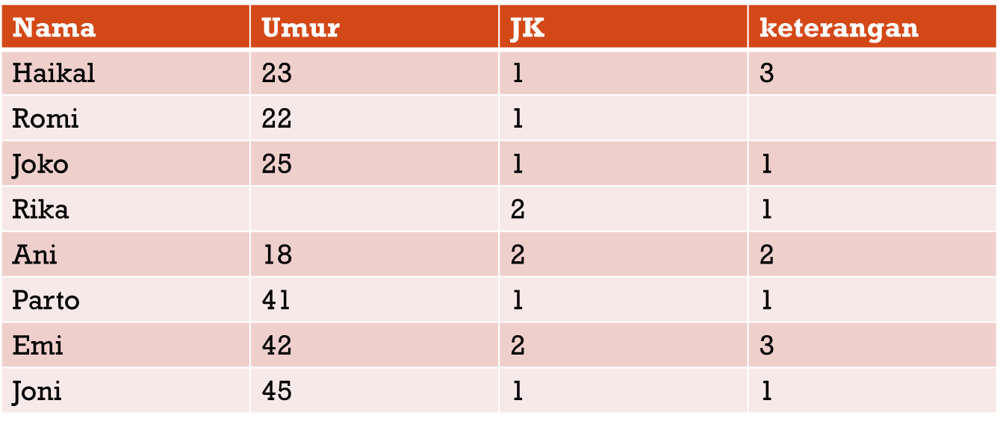 Nama Umur JK keterangan
Haikal 23 1 3
Romi 22 1
Joko 25 1 1
Rika 2 1
Ani 18 2 2
Parto 41 1 1
Emi 42 2 3
Joni 45 1 1